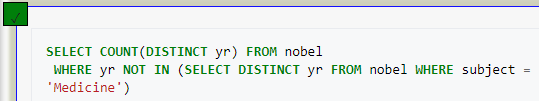 ✓
SELECT COUNT(DISTINCT yr) FROM nobel
WHERE yr NOT IN (SELECT DISTINCT yr FROM nobel WHERE subject =
'Medicine')